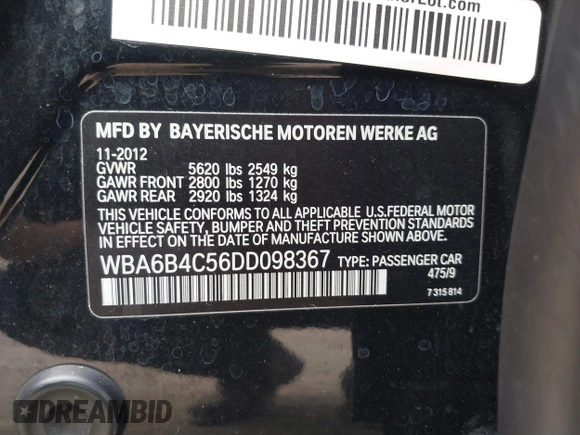 MFD BY BAYERISCHE MOTOREN WERKE AG
11-2012
GVWR 5620 lbs 2549 kg
GAWR FRONT 2800 lbs 1270 kg
GAWR REAR 2920 lbs 1324 kg
THIS VEHICLE CONFORMS TO ALL APPLICABLE U.S.FEDERAL MOTOR
VEHICLE SAFETY, BUMPER AND THEFT PREVENTION STANDARDS
IN EFFECT ON THE DATE OF MANUFACTURE SHOWN ABOVE.
WBA6B4C56DD098367 TYPE: PASSENGER CAR
475/9
7 315 814
DREAMBID